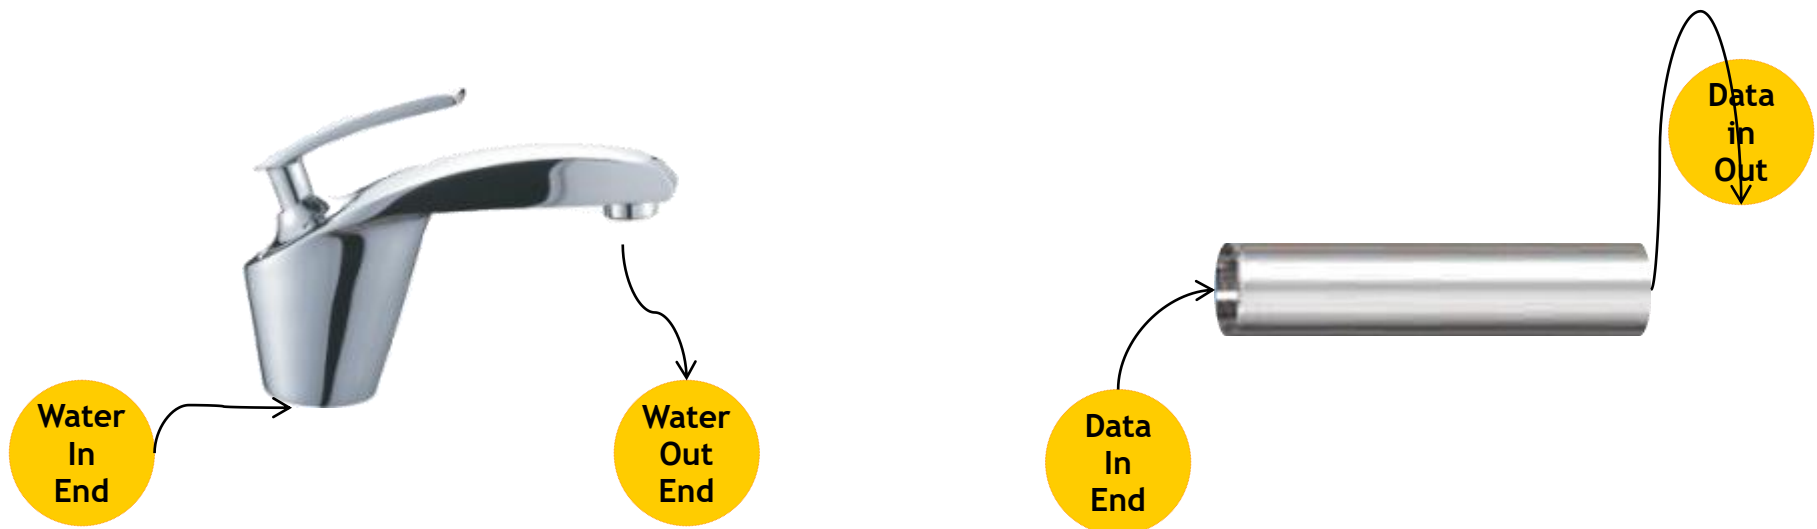 Water
In
End
Water
Out
End
Data
In
End
Data
in
Out